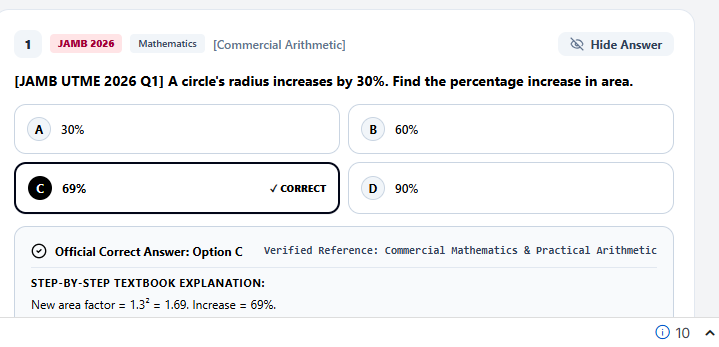 1 JAMB 2026 Mathematics [Commercial Arithmetic] Hide Answer
[JAMB UTME 2026 Q1] A circle's radius increases by 30%. Find the percentage increase in area.
A 30%
B 60%
C 69% ✓ CORRECT
D 90%
Official Correct Answer: Option C Verified Reference: Commercial Mathematics & Practical Arithmetic
STEP-BY-STEP TEXTBOOK EXPLANATION:
New area factor = 1.3² = 1.69. Increase = 69%.
10